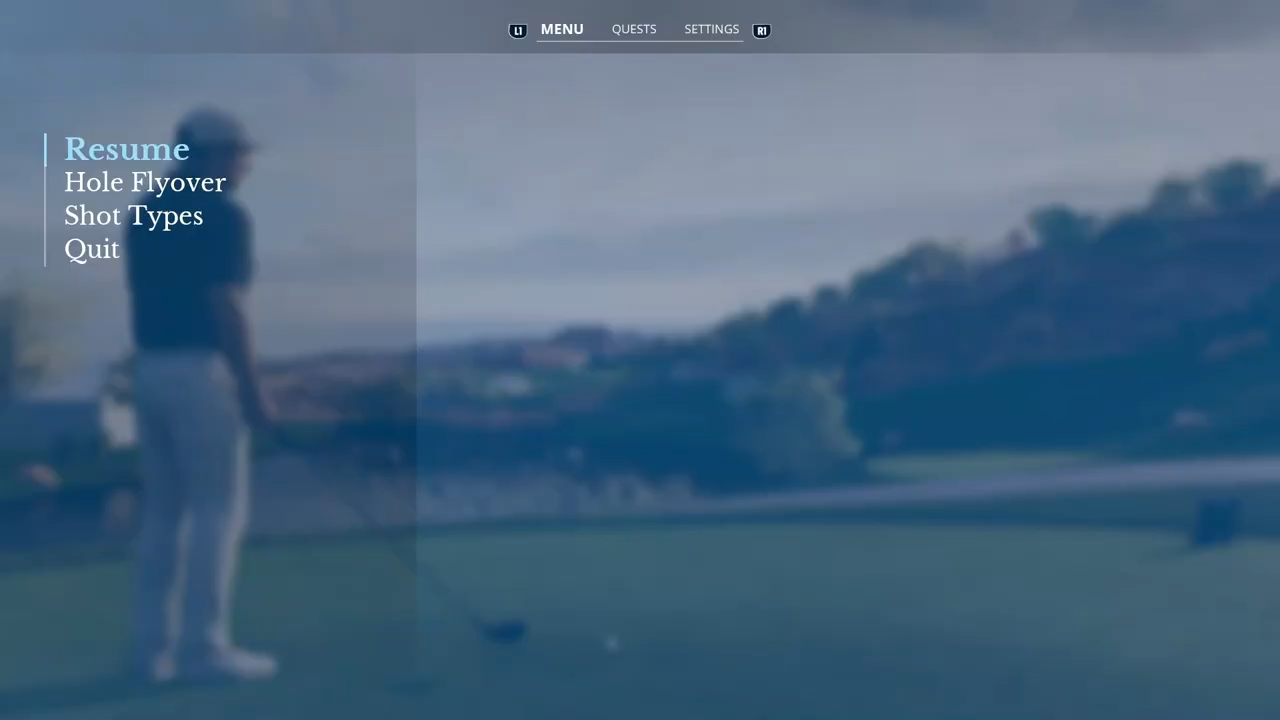 L1 MENU QUESTS SETTINGS R1
Resume
Hole Flyover
Shot Types
Quit